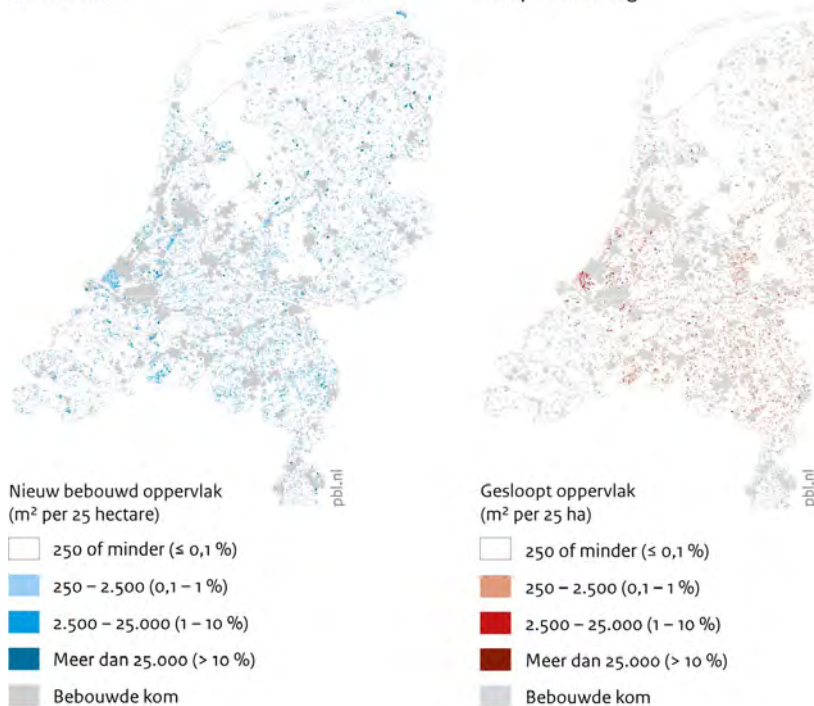 pbl.nl
Nieuw bebouwd oppervlak
(m² per 25 hectare)
250 of minder (≤ 0,1 %)
250 – 2.500 (0,1 – 1 %)
2.500 – 25.000 (1 – 10 %)
Meer dan 25.000 (> 10 %)
Bebouwde kom
pbl.nl
Gesloopt oppervlak
(m² per 25 ha)
250 of minder (≤ 0,1 %)
250 – 2.500 (0,1 – 1 %)
2.500 – 25.000 (1 – 10 %)
Meer dan 25.000 (> 10 %)
Bebouwde kom